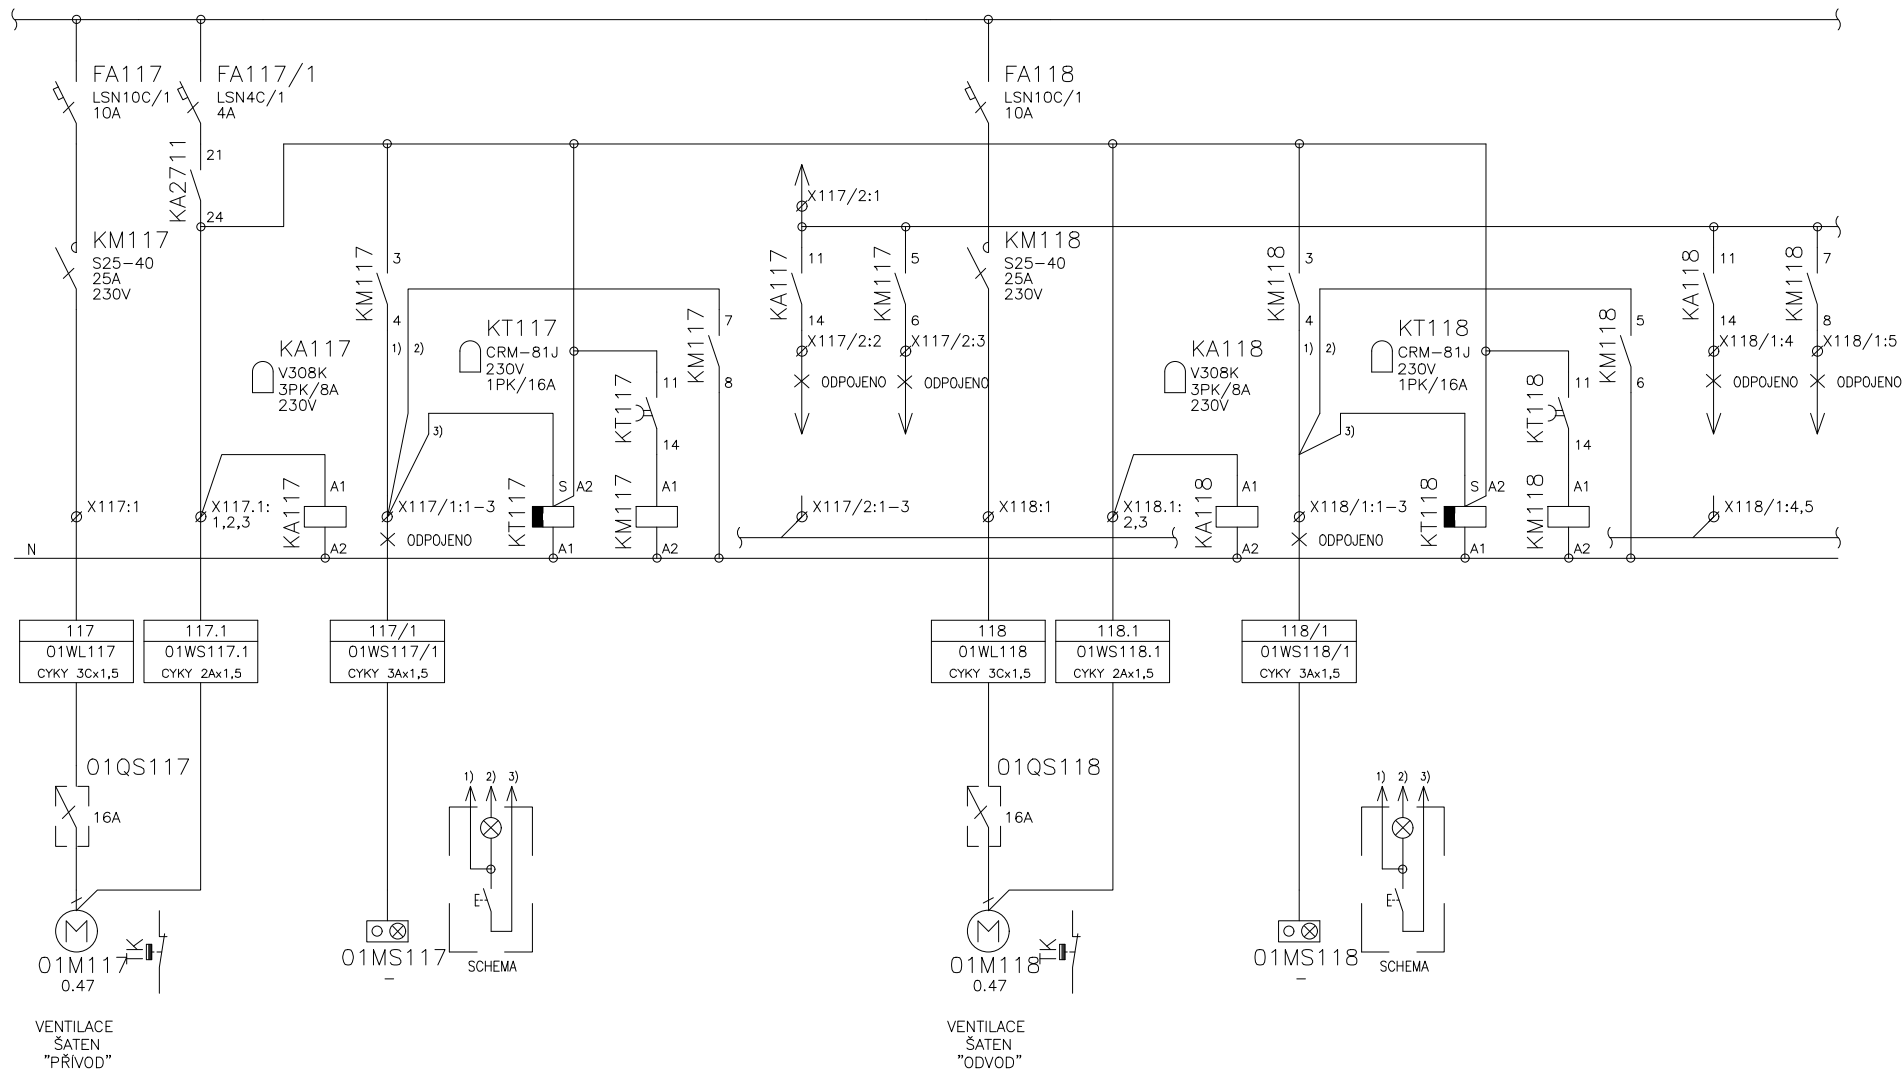 FA117
LSN10C/1
10A
FA117/1
LSN4C/1
4A
KA2711
21
24
KM117
S25-40
25A
230V
KA117
V308K
3PK/8A
230V
KM117
3
4
1)
2)
3)
KT117
CRM-81J
230V
1PK/16A
KM117
7
8
KT117
11
14
X117/2:1
KA117
11
14
X117/2:2
ODPOJENO
KM117
5
6
X117/2:3
ODPOJENO
X117:1
X117.1:
1,2,3
KA117
A1
A2
X117/1:1-3
ODPOJENO
KT117
S
A2
A1
KM117
A1
A2
X117/2:1-3
N
FA118
LSN10C/1
10A
KM118
S25-40
25A
230V
KA118
V308K
3PK/8A
230V
KM118
3
4
1)
2)
3)
KT118
CRM-81J
230V
1PK/16A
KM118
5
6
KT118
11
14
KA118
11
14
X118/1:4
ODPOJENO
KM118
7
8
X118/1:5
ODPOJENO
X118:1
X118.1:
2,3
KA118
A1
A2
X118/1:1-3
ODPOJENO
KT118
S
A2
A1
KM118
A1
A2
X118/1:4,5
117
01WL117
CYKY 3Cx1,5
117.1
01WS117.1
CYKY 2Ax1,5
117/1
01WS117/1
CYKY 3Ax1,5
118
01WL118
CYKY 3Cx1,5
118.1
01WS118.1
CYKY 2Ax1,5
118/1
01WS118/1
CYKY 3Ax1,5
01QS117
16A
1) 2) 3)
E
SCHEMA
M
01M117
0.47
TK
01MS117
-
VENTILACE
ŠATEN
"PŘÍVOD"
01QS118
16A
1) 2) 3)
E
SCHEMA
M
01M118
0.47
TK
01MS118
-
VENTILACE
ŠATEN
"ODVOD"